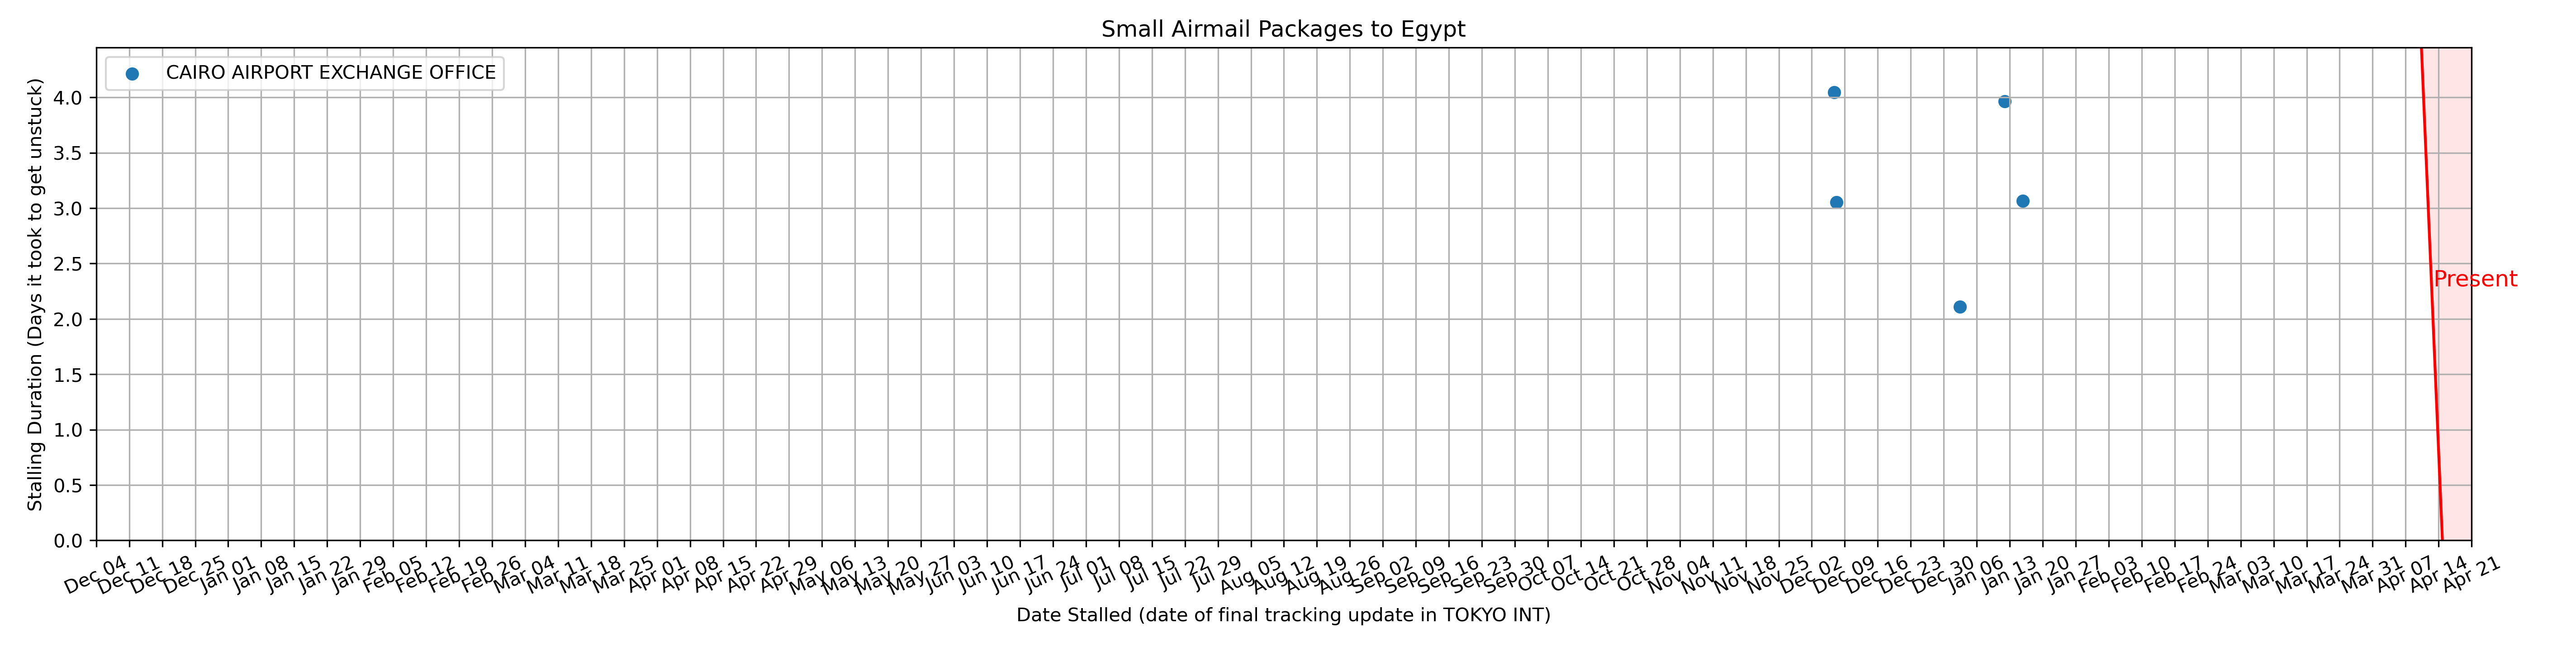 Small Airmail Packages to Egypt
CAIRO AIRPORT EXCHANGE OFFICE
Stalling Duration (Days it took to get unstuck)
4.0
3.5
3.0
2.5
2.0
1.5
1.0
0.5
0.0
Present
Dec 04
Dec 11
Dec 18
Dec 25
Jan 01
Jan 08
Jan 15
Jan 22
Jan 29
Feb 05
Feb 12
Feb 19
Feb 26
Mar 04
Mar 11
Mar 18
Mar 25
Apr 01
Apr 08
Apr 15
Apr 22
Apr 29
May 06
May 13
May 20
May 27
Jun 03
Jun 10
Jun 17
Jun 24
Jul 01
Jul 08
Jul 15
Jul 22
Jul 29
Aug 05
Aug 12
Aug 19
Aug 26
Sep 02
Sep 09
Sep 16
Sep 23
Sep 30
Oct 07
Oct 14
Oct 21
Oct 28
Nov 04
Nov 11
Nov 18
Nov 25
Dec 02
Dec 09
Dec 16
Dec 23
Dec 30
Jan 06
Jan 13
Jan 20
Jan 27
Feb 03
Feb 10
Feb 17
Feb 24
Mar 03
Mar 10
Mar 17
Mar 24
Mar 31
Apr 07
Apr 14
Apr 21
Date Stalled (date of final tracking update in TOKYO INT)